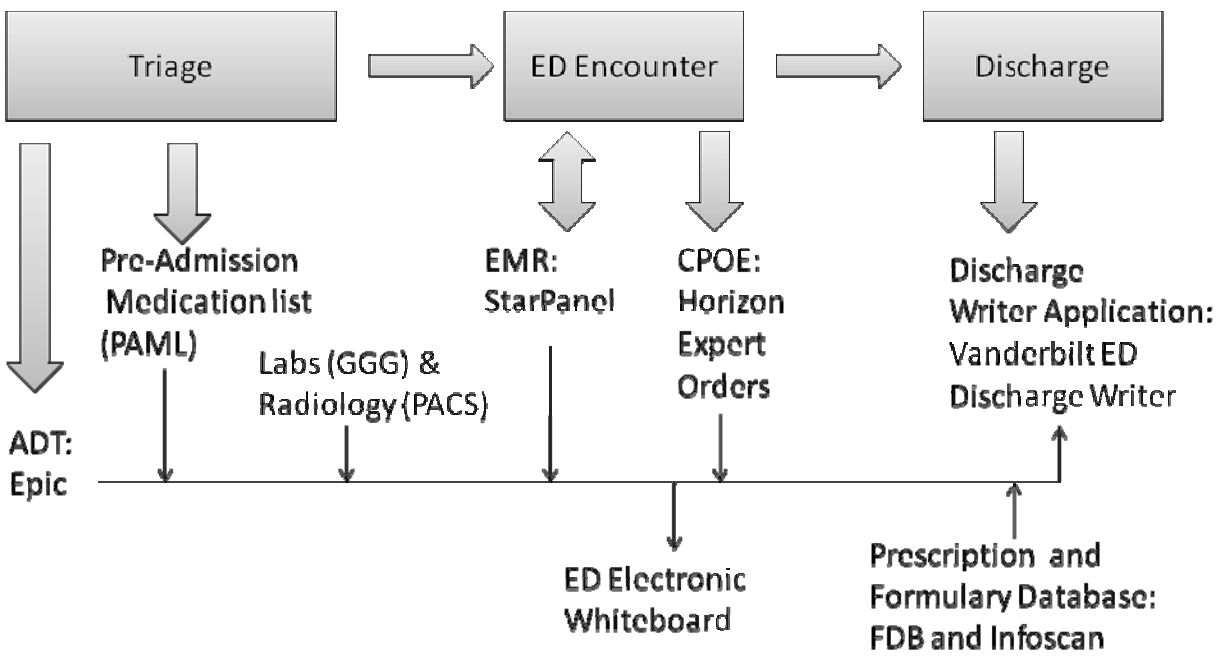 Triage
ED Encounter
Discharge
Pre-Admission
Medication list
(PAML)
Labs (GGG) &
Radiology (PACS)
ADT:
Epic
EMR:
StarPanel
CPOE:
Horizon
Expert
Orders
Discharge
Writer Application:
Vanderbilt ED
Discharge Writer
ED Electronic
Whiteboard
Prescription and
Formulary Database:
FDB and Infoscan